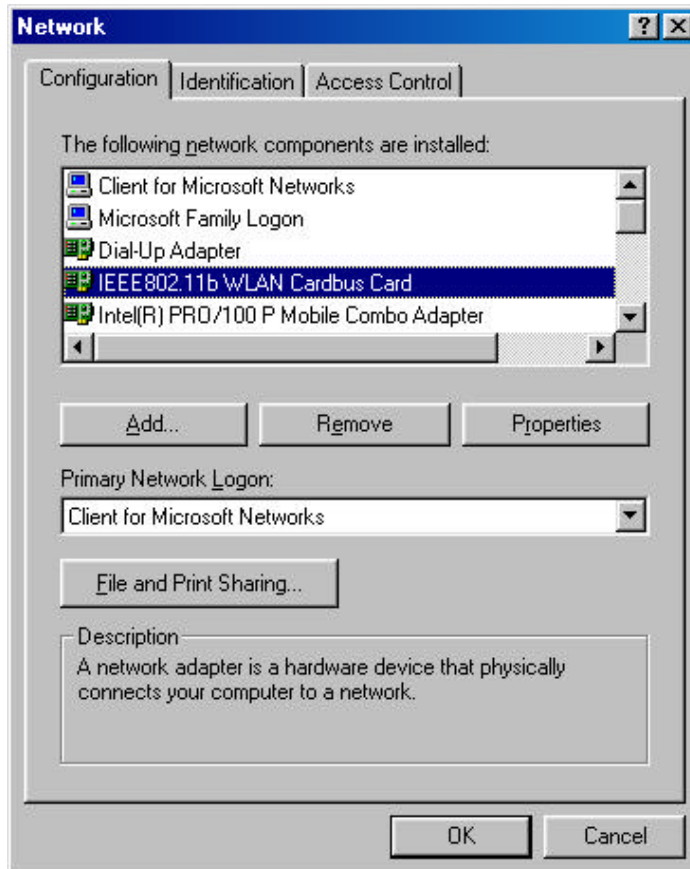 Network
Configuration Identification Access Control
The following network components are installed:
Client for Microsoft Networks
Microsoft Family Logon
Dial-Up Adapter
IEEE802.11b WLAN Cardbus Card
Intel(R) PRO/100 P Mobile Combo Adapter
Add... Remove Properties
Primary Network Logon:
Client for Microsoft Networks
File and Print Sharing...
Description
A network adapter is a hardware device that physically
connects your computer to a network.
OK Cancel